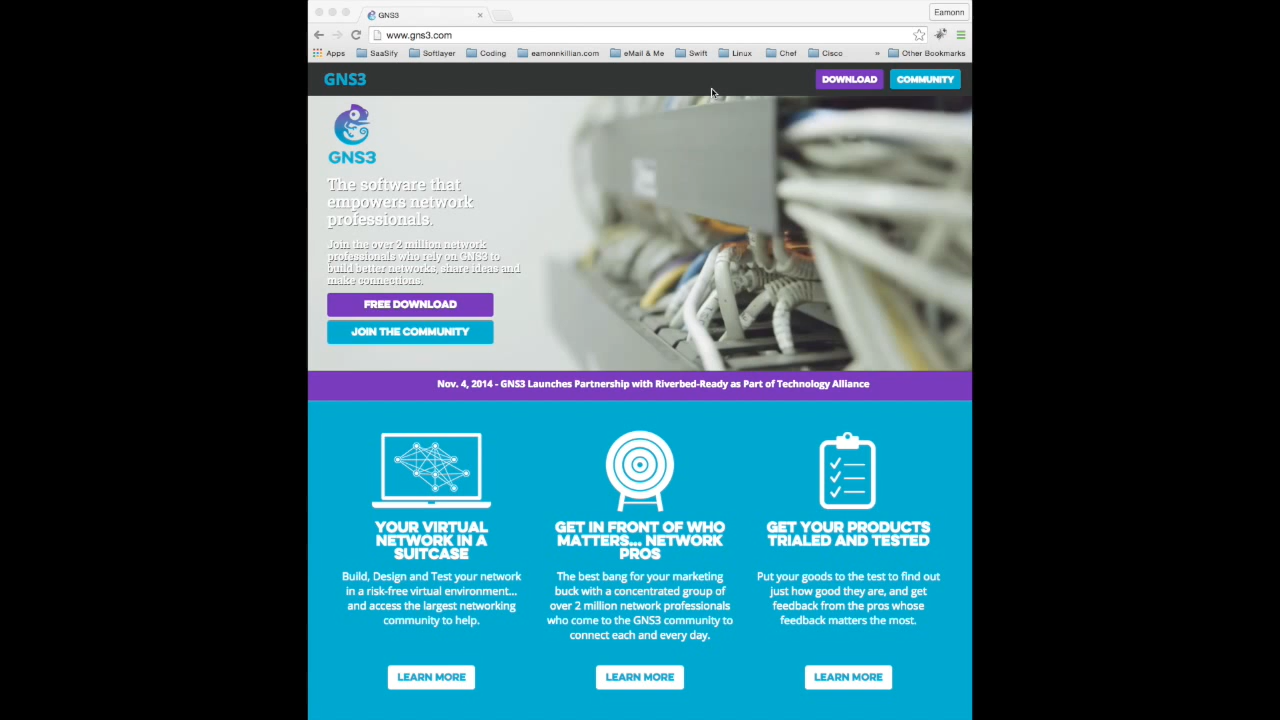 GNS3
Eamonn
www.gns3.com
Apps SaaSify Softlayer Coding eamonnkillian.com eMail & Me Swift Linux Chef Cisco » Other Bookmarks
GNS3 DOWNLOAD COMMUNITY
GNS3
The software that
empowers network
professionals.
Join the over 2 million network
professionals who rely on GNS3 to
build better networks, share ideas and
make connections.
FREE DOWNLOAD
JOIN THE COMMUNITY
Nov. 4, 2014 - GNS3 Launches Partnership with Riverbed-Ready as Part of Technology Alliance
YOUR VIRTUAL
NETWORK IN A
SUITCASE
Build, Design and Test your network
in a risk-free virtual environment...
and access the largest networking
community to help.
LEARN MORE
GET IN FRONT OF WHO
MATTERS... NETWORK
PROS
The best bang for your marketing
buck with a concentrated group of
over 2 million network professionals
who come to the GNS3 community to
connect each and every day.
LEARN MORE
GET YOUR PRODUCTS
TRIALED AND TESTED
Put your goods to the test to find out
just how good they are, and get
feedback from the pros whose
feedback matters the most.
LEARN MORE